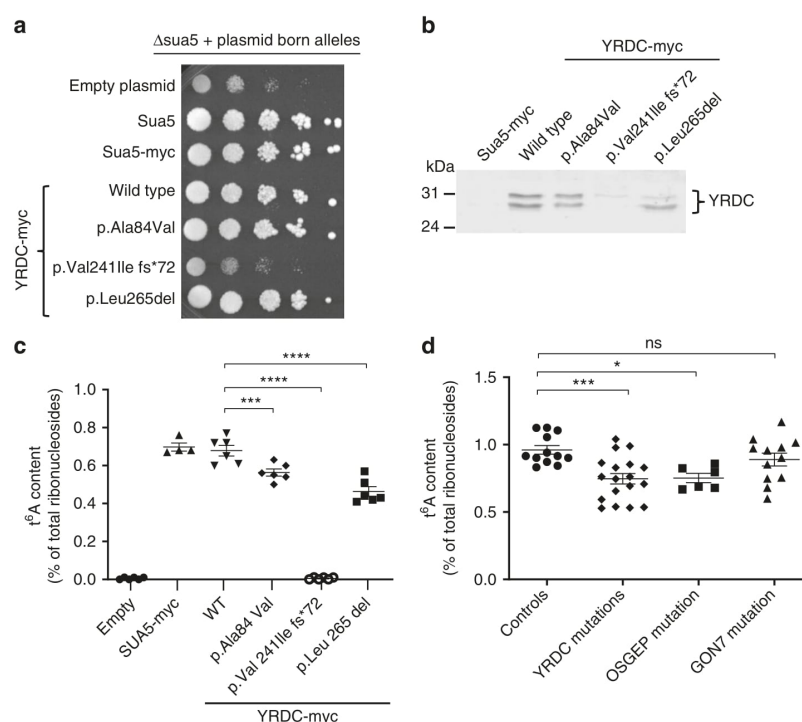 a
Δsua5 + plasmid born alleles
Empty plasmid
Sua5
Sua5-myc
Wild type
p.Ala84Val
p.Val241Ile fs*72
p.Leu265del
YRDC-myc
b
YRDC-myc
Sua5-myc
Wild type
p.Ala84Val
p.Val241Ile fs*72
p.Leu265del
kDa
31
24
YRDC
c
****
****
***
1.0
0.8
0.6
0.4
0.2
0.0
t⁶A content
(% of total ribonucleosides)
Empty
SUA5-myc
WT
p.Ala84 Val
p.Val 241Ile fs*72
p.Leu 265 del
YRDC-myc
d
ns
*
***
1.5
1.0
0.5
0.0
t⁶A content
(% of total ribonucleosides)
Controls
YRDC mutations
OSGEP mutation
GON7 mutation